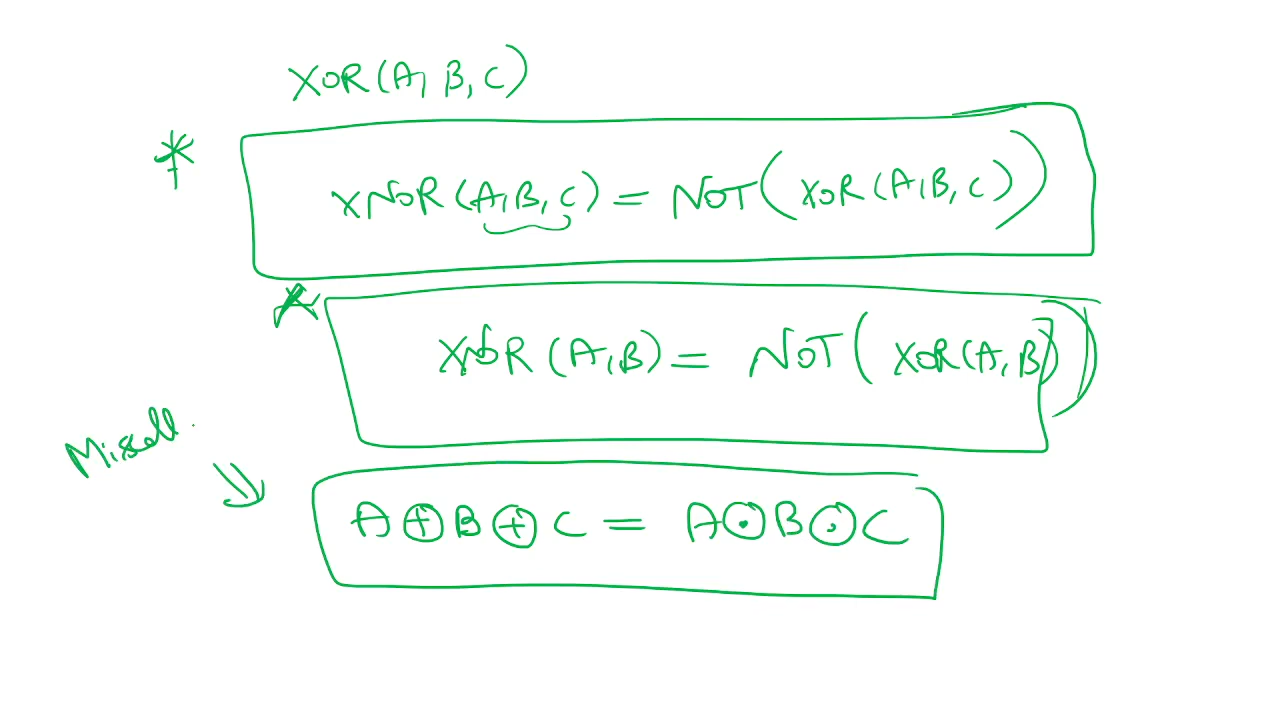 XOR(A, B, C)
* XNOR(A,B,C) = NOT(XOR(A,B,C))
* XNOR(A,B) = NOT(XOR(A,B))
Miscell.
A⊕B⊕C = A⊙B⊙C